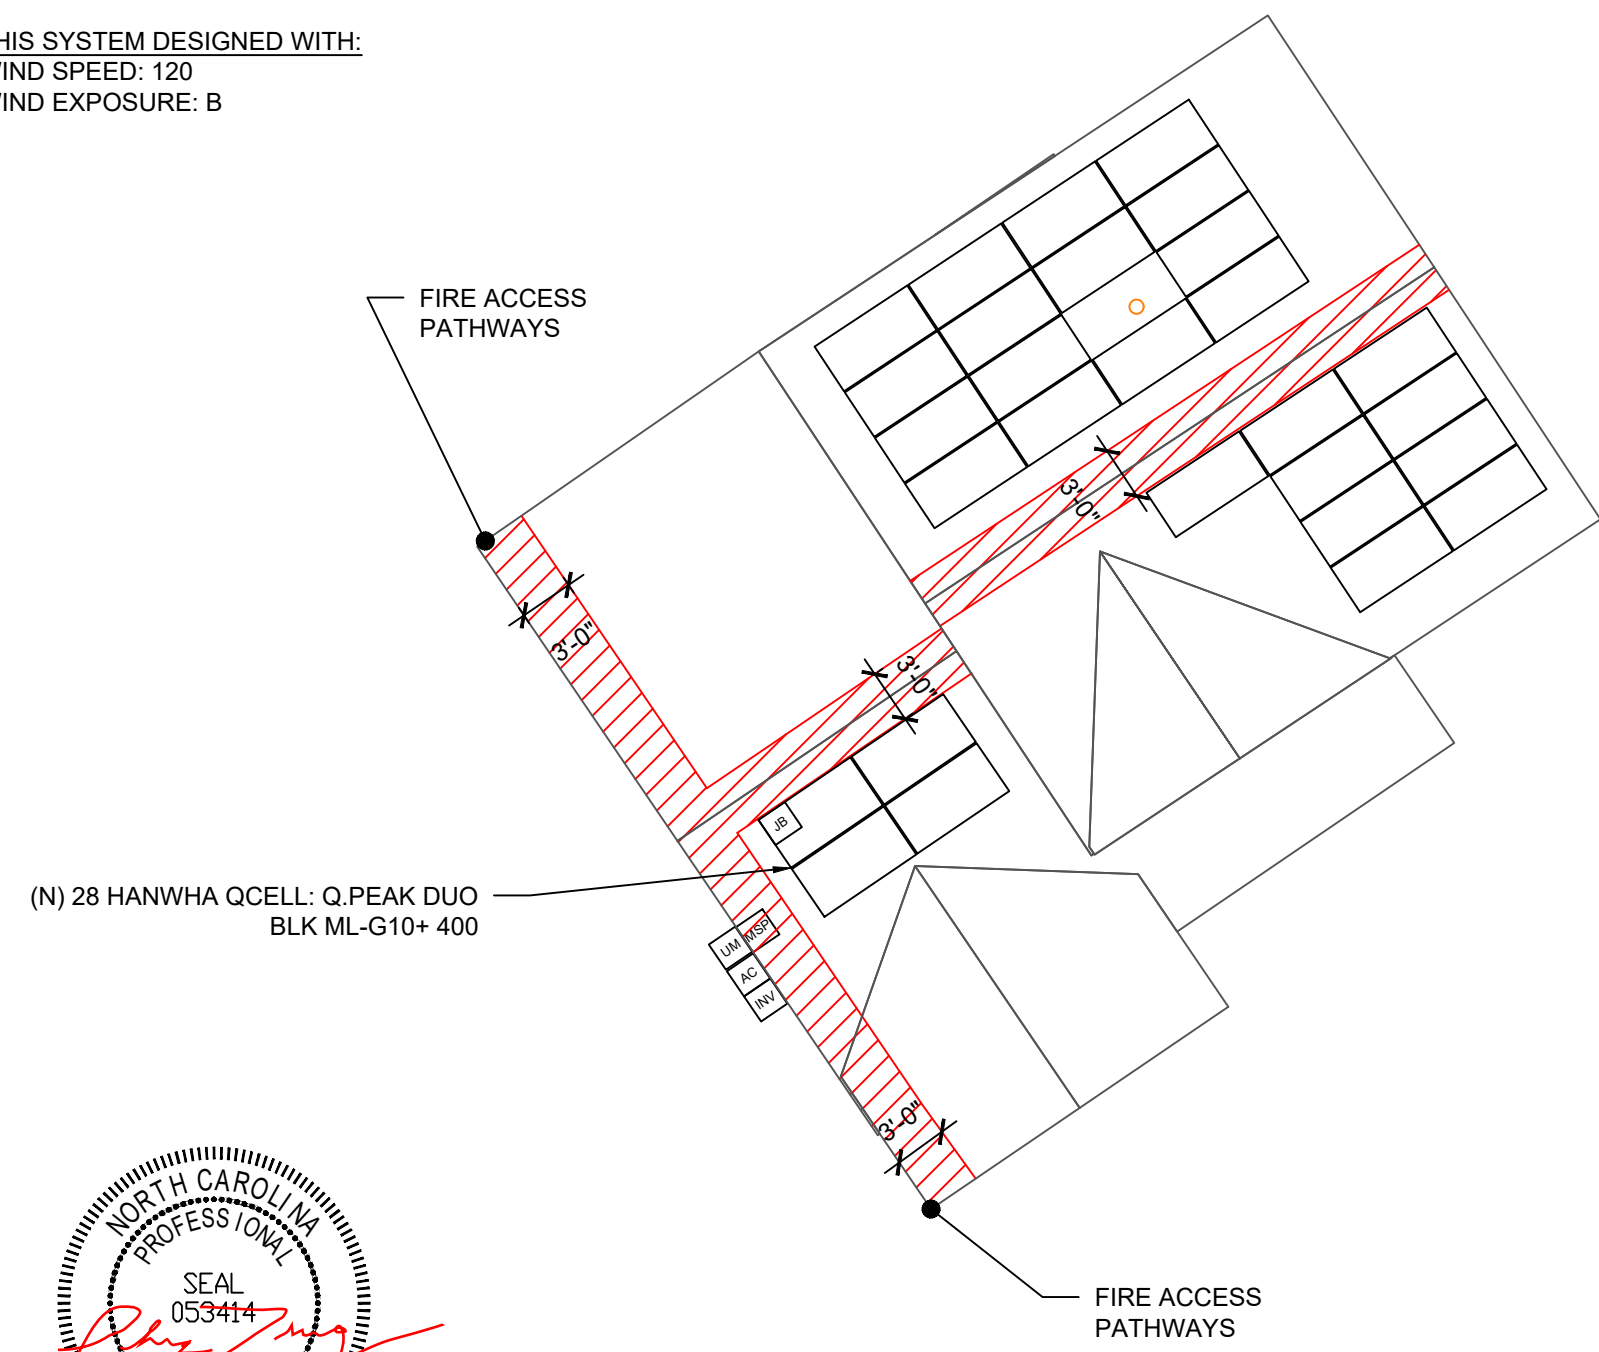 HIS SYSTEM DESIGNED WITH:
IND SPEED: 120
IND EXPOSURE: B
FIRE ACCESS
PATHWAYS
3'-0"
3'-0"
3'-0"
JB
(N) 28 HANWHA QCELL: Q.PEAK DUO
BLK ML-G10+ 400
UM
MSP
AC
INV
3'-0"
NORTH CAROLINA
PROFESSIONAL
SEAL
053414
FIRE ACCESS
PATHWAYS